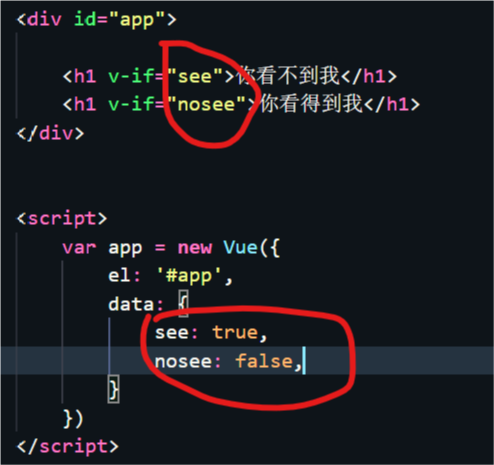 <div id="app">
<h1 v-if="see">你看不到我</h1>
<h1 v-if="nosee">你看得到我</h1>
</div>
<script>
var app = new Vue({
el: '#app',
data: {
see: true,
nosee: false,
}
})
</script>